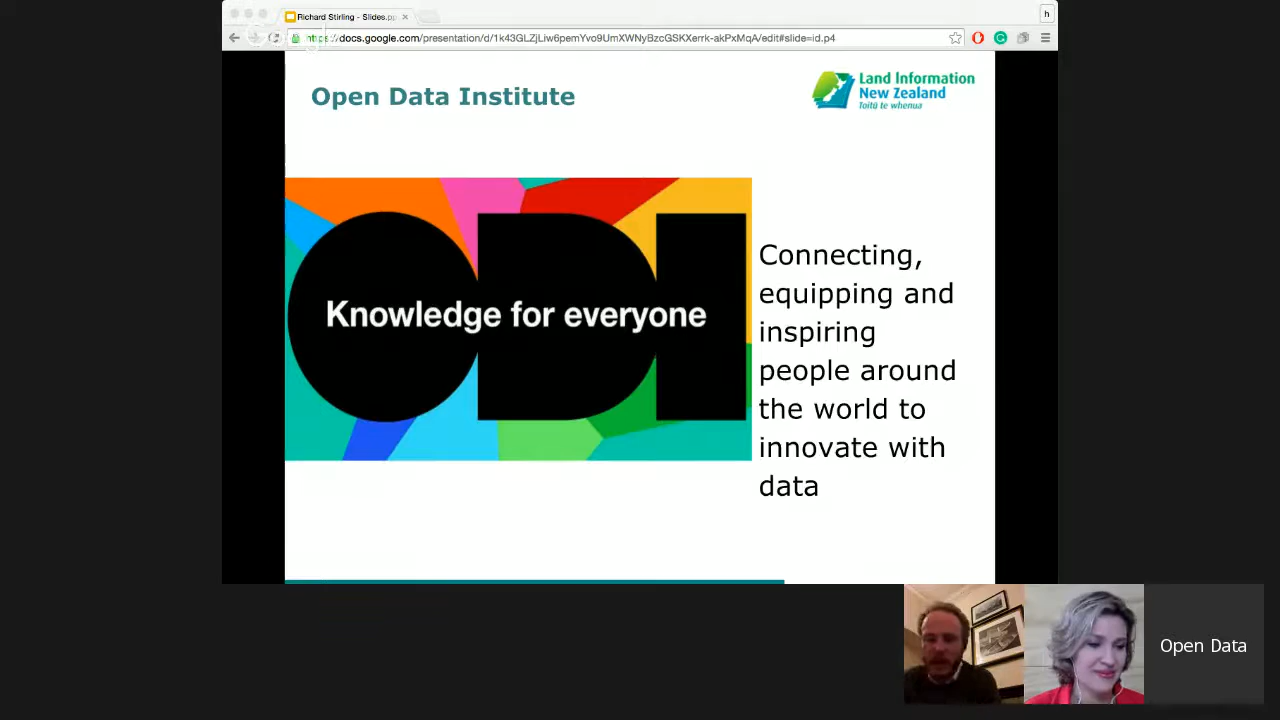 Richard Stirling - Slides.pp
h
https://docs.google.com/presentation/d/1k43GLZjLiw6pemYvo9UmXWNyBzcGSKXerrk-akPxMqA/edit#slide=id.p4
Open Data Institute
Land Information
New Zealand
Toitū te whenua
Knowledge for everyone
Connecting,
equipping and
inspiring
people around
the world to
innovate with
data
Open Data